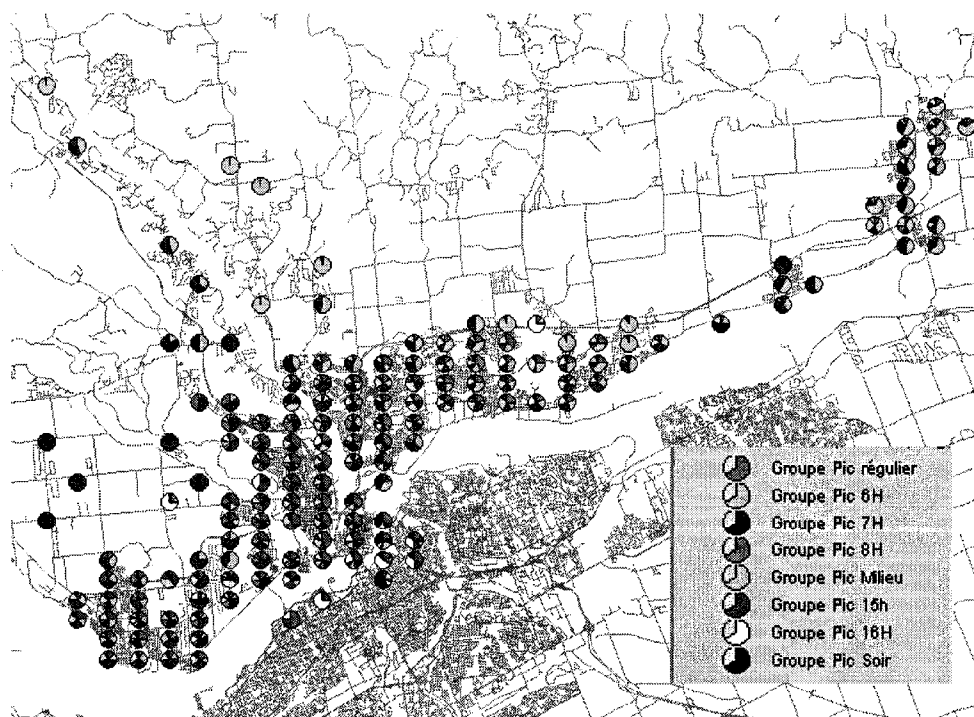 Groupe Pic régulier
Groupe Pic 6H
Groupe Pic 7H
Groupe Pic 8H
Groupe Pic Milieu
Groupe Pic 15h
Groupe Pic 16H
Groupe Pic Soir